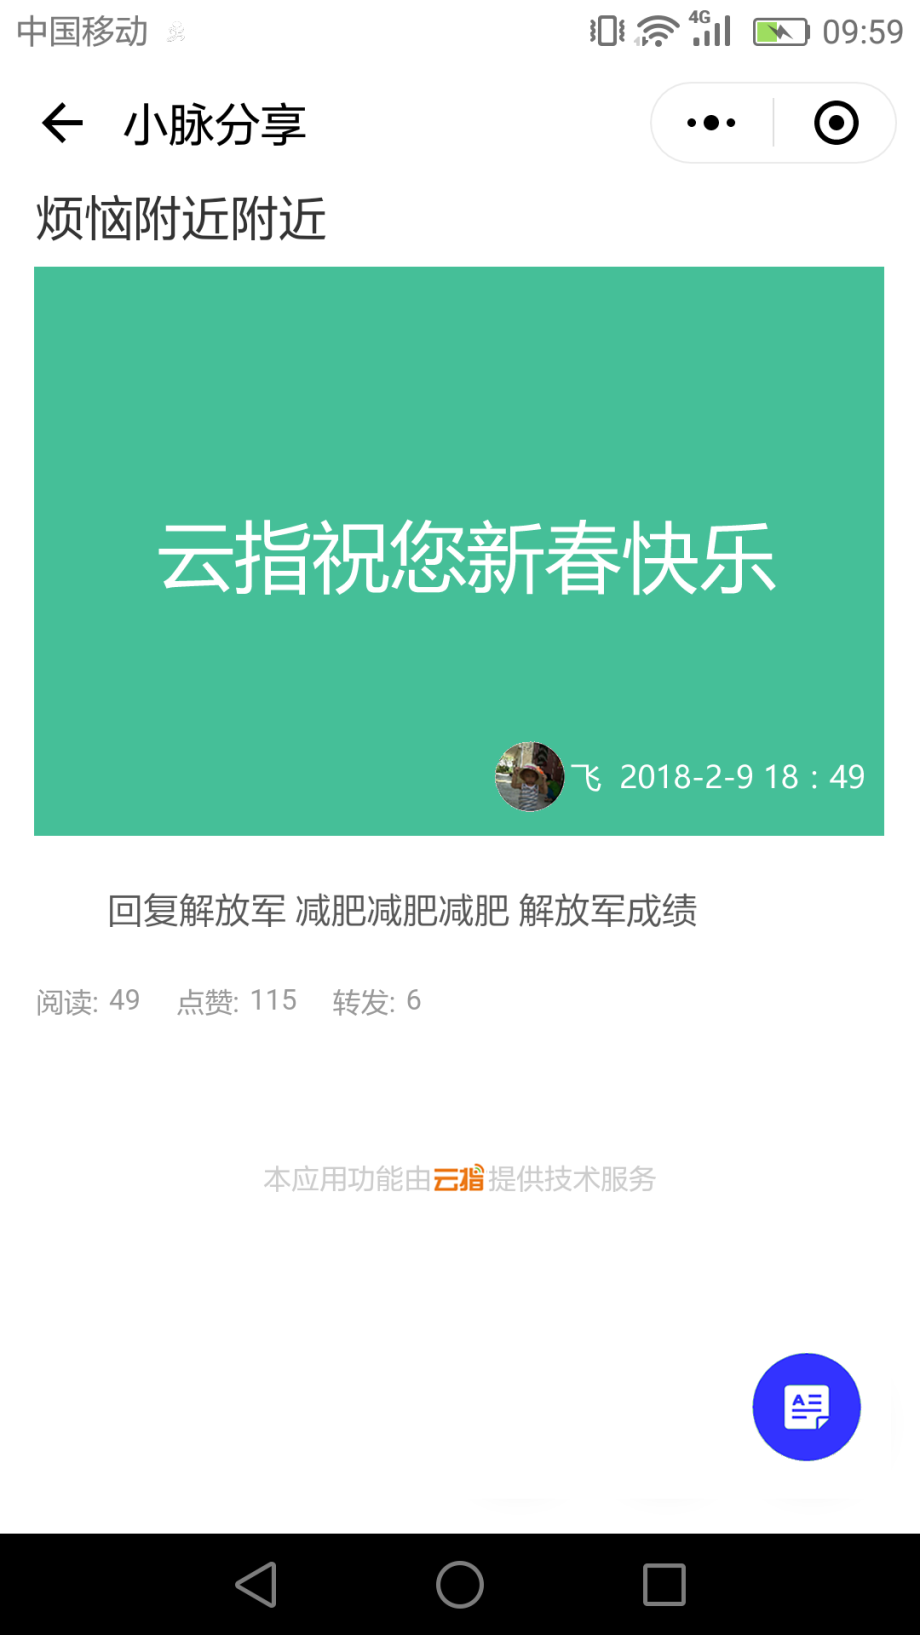 中国移动 4G 09:59
小脉分享
烦恼附近附近
云指祝您新春快乐
飞 2018-2-9 18：49
回复解放军 减肥减肥减肥 解放军成绩
阅读: 49 点赞: 115 转发: 6
本应用功能由云指提供技术服务
A